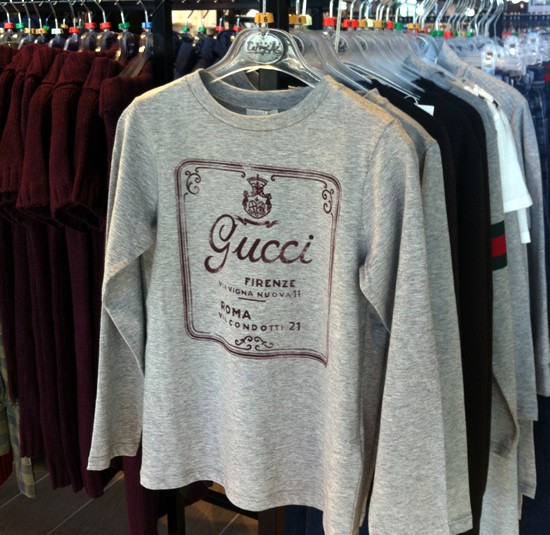 gucci
FIRENZE
VIA VIGNA NUOVA 11
ROMA
VIA CONDOTTI 21